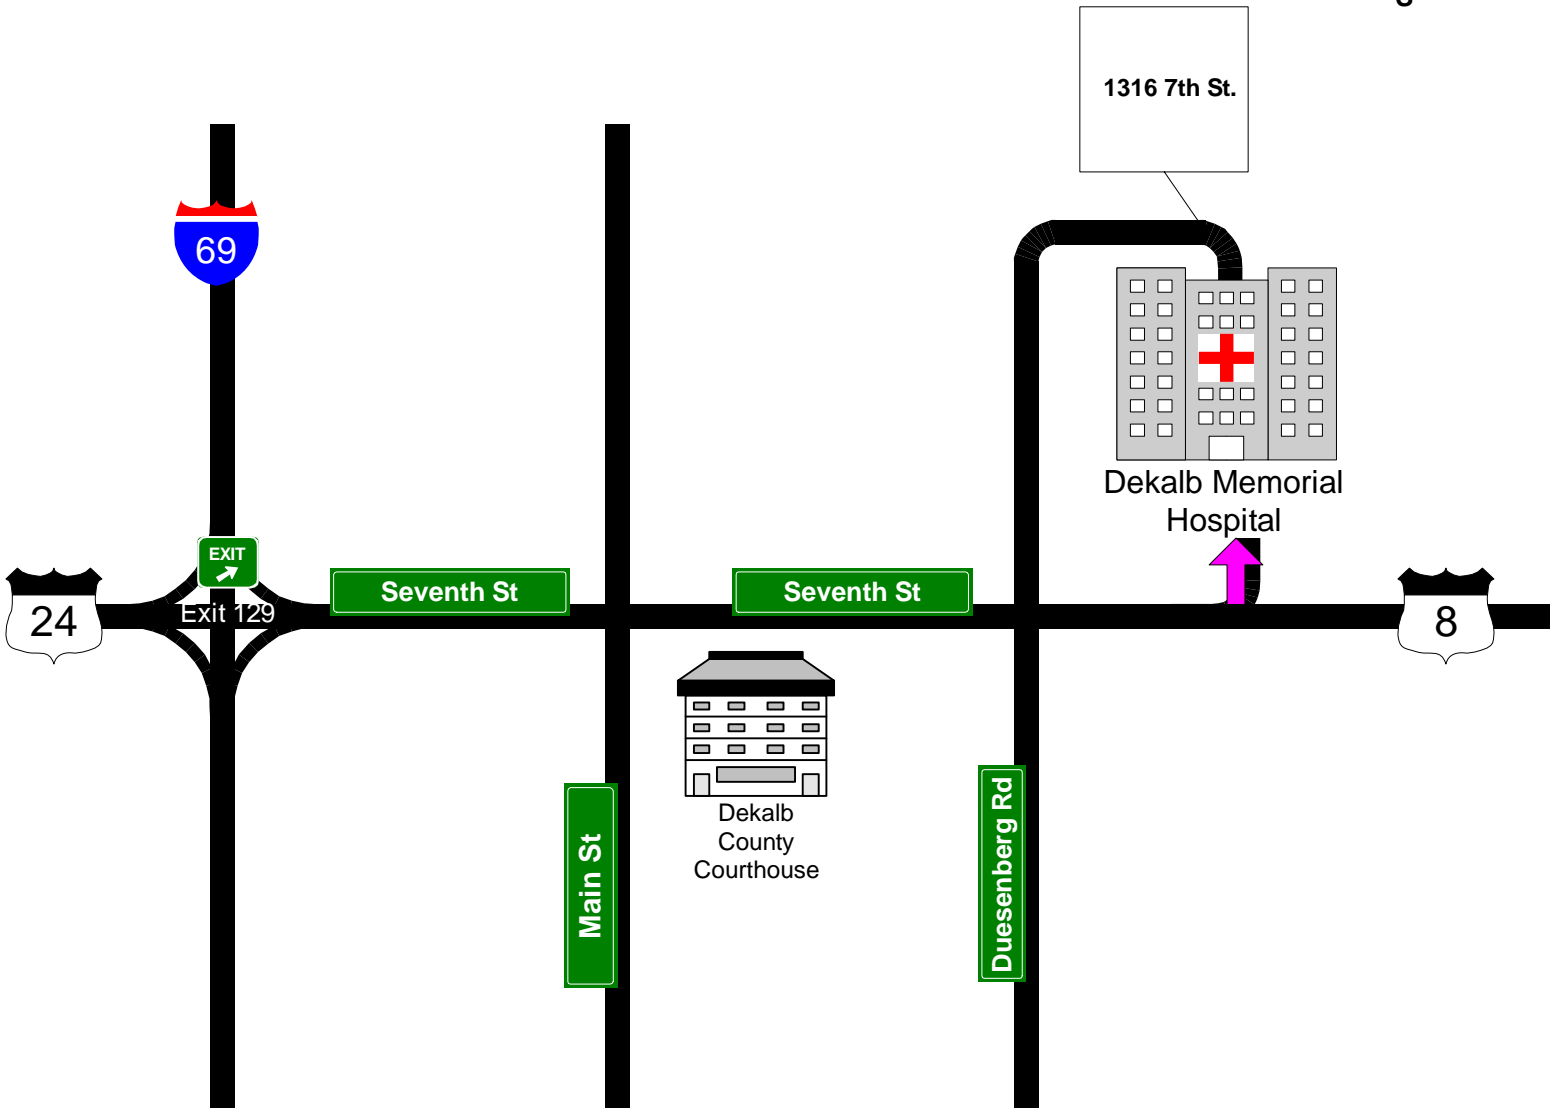 1316 7th St.
69
Dekalb Memorial
Hospital
EXIT
Exit 129
24
Seventh St
Seventh St
8
Dekalb
County
Courthouse
Main St
Duesenberg Rd